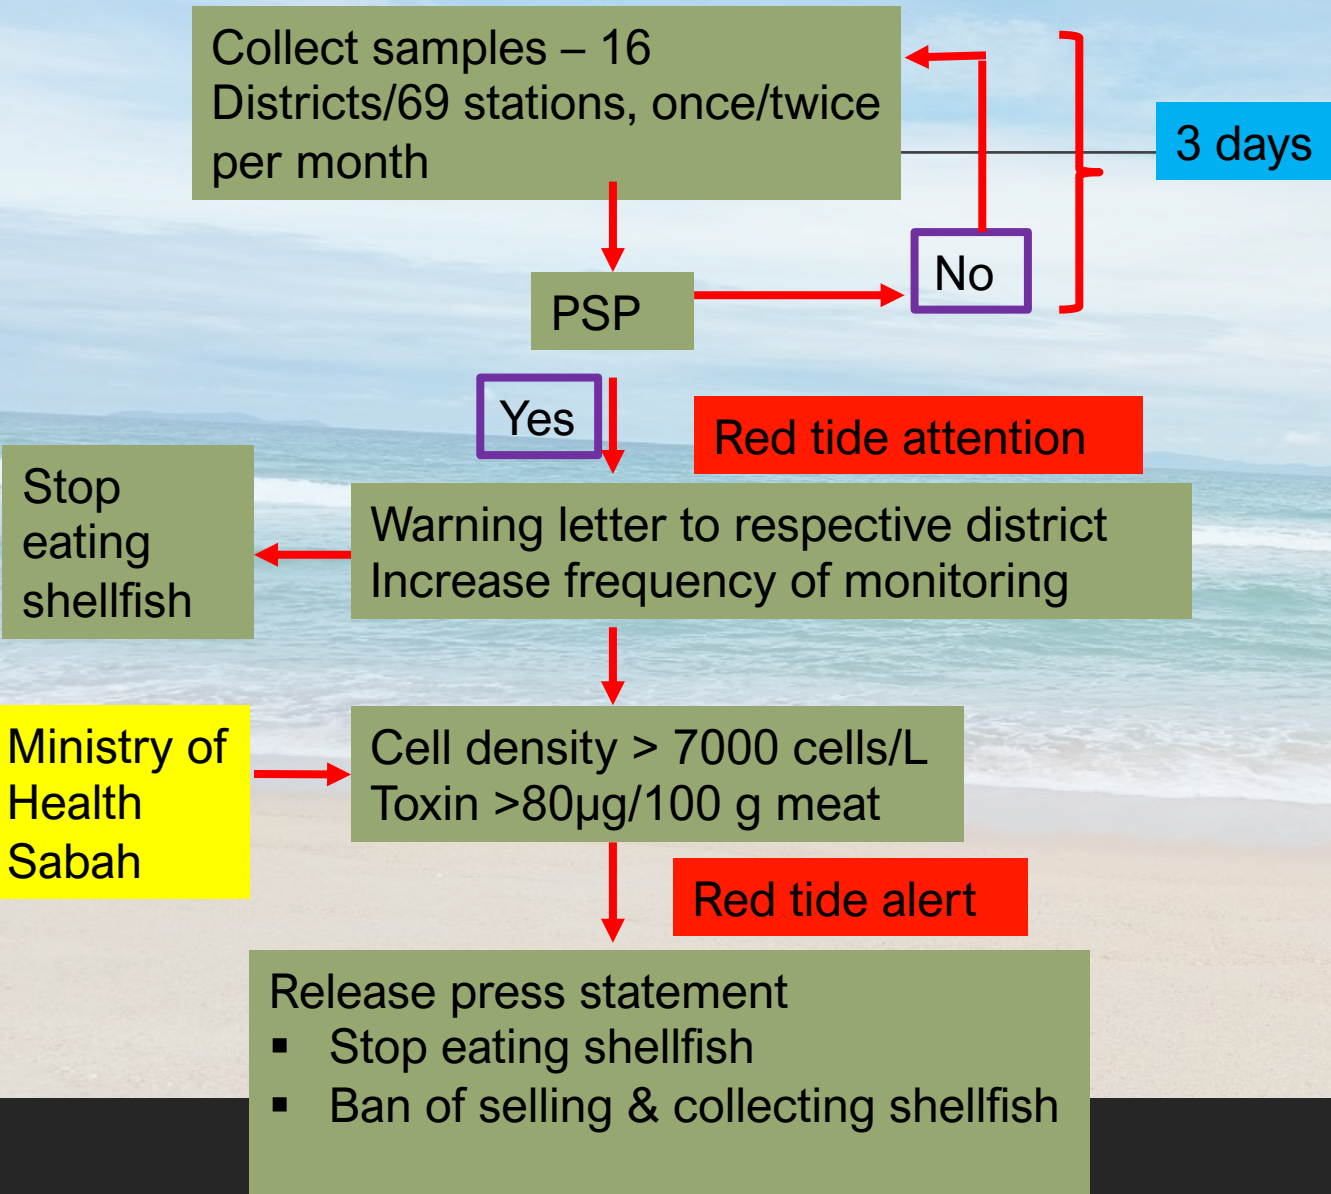 Collect samples – 16
Districts/69 stations, once/twice
per month
3 days
No
PSP
Yes
Red tide attention
Stop
eating
shellfish
Warning letter to respective district
Increase frequency of monitoring
Ministry of
Health
Sabah
Cell density > 7000 cells/L
Toxin >80µg/100 g meat
Red tide alert
Release press statement
▪ Stop eating shellfish
▪ Ban of selling & collecting shellfish